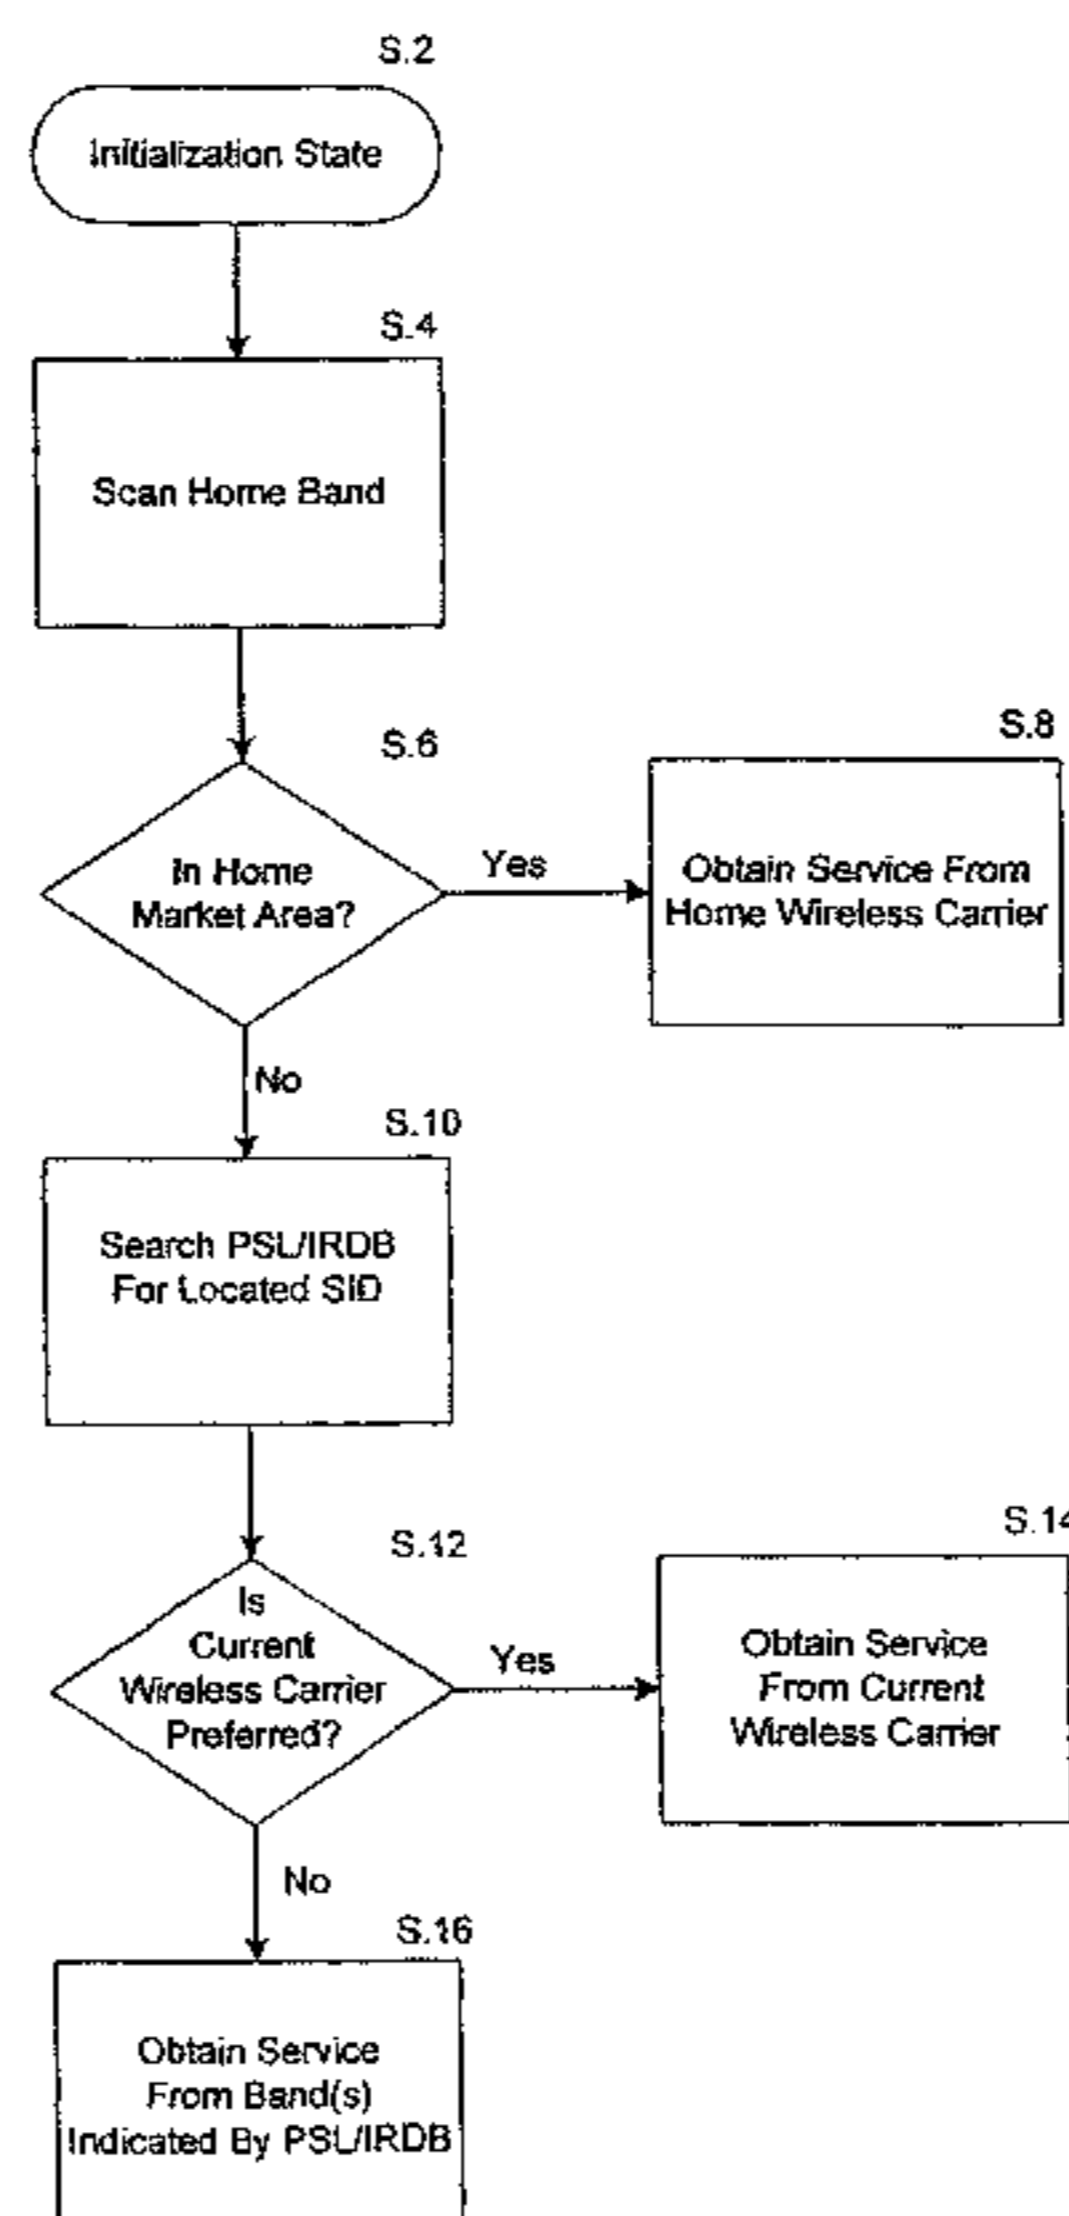 S.2
Initialization State
S.4
Scan Home Band
S.6
In Home
Market Area?
Yes
S.8
Obtain Service From
Home Wireless Carrier
No
S.10
Search PSL/IRDB
For Located SID
S.12
Is
Current
Wireless Carrier
Preferred?
Yes
S.14
Obtain Service
From Current
Wireless Carrier
No
S.16
Obtain Service
From Band(s)
Indicated By PSL/IRDB